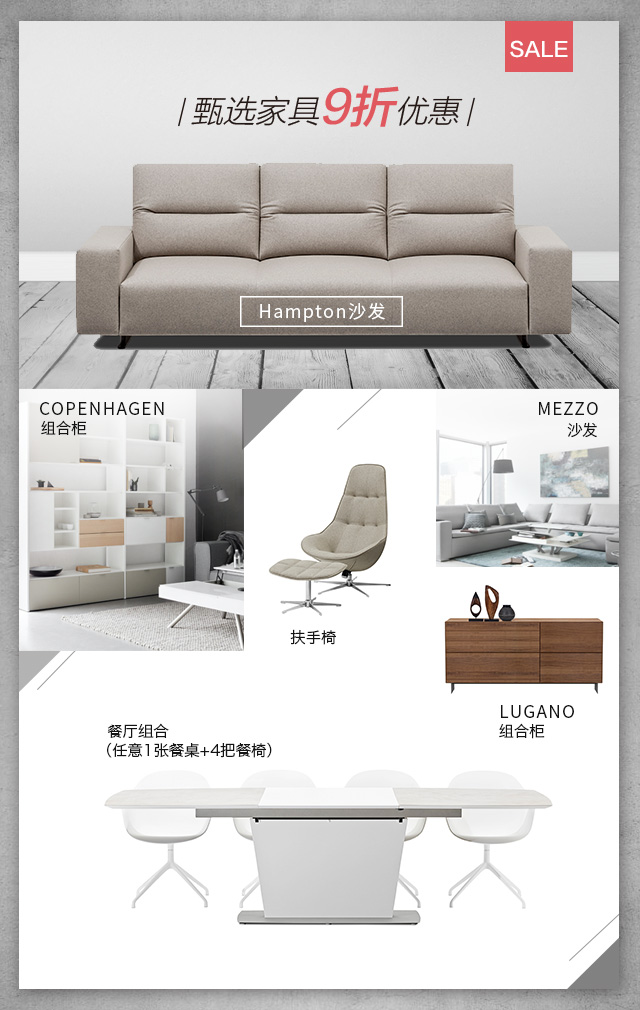 SALE
甄选家具9折优惠
Hampton沙发
COPENHAGEN
组合柜
MEZZO
沙发
扶手椅
LUGANO
组合柜
餐厅组合
（任意1张餐桌+4把餐椅）